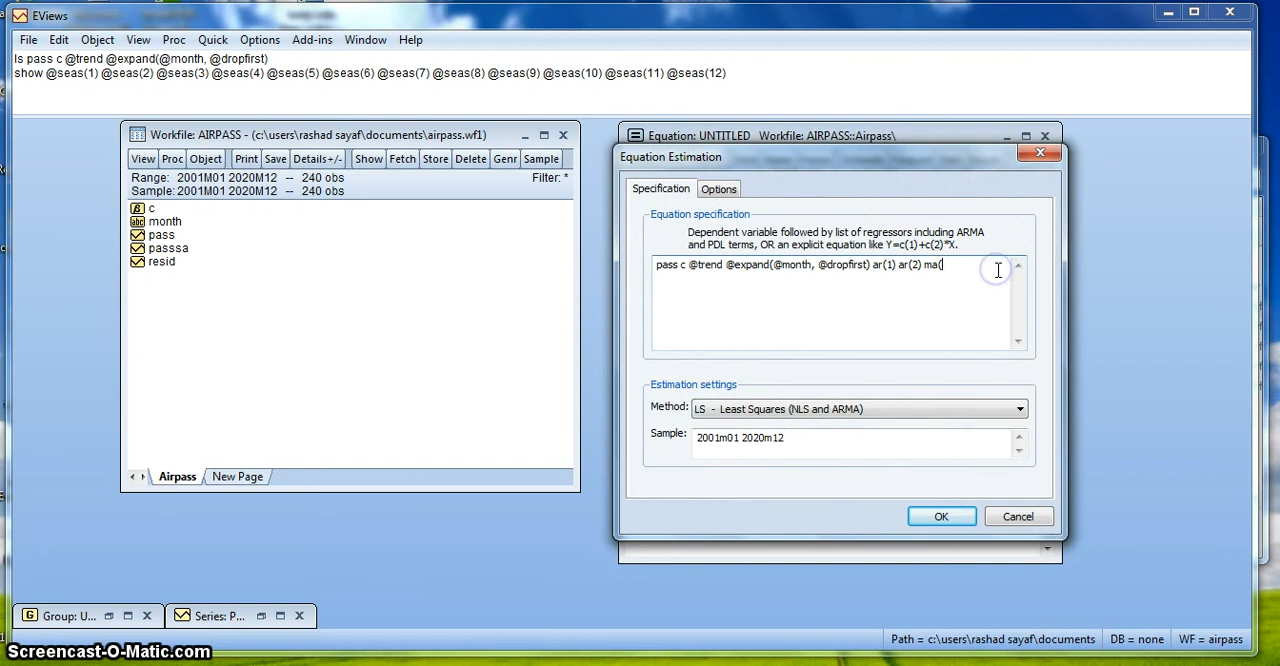 EViews
File Edit Object View Proc Quick Options Add-ins Window Help
ls pass c @trend @expand(@month, @dropfirst)
show @seas(1) @seas(2) @seas(3) @seas(4) @seas(5) @seas(6) @seas(7) @seas(8) @seas(9) @seas(10) @seas(11) @seas(12)
Workfile: AIRPASS - (c:\users\rashad sayaf\documents\airpass.wf1)
View Proc Object Print Save Details+/- Show Fetch Store Delete Genr Sample
Range: 2001M01 2020M12 -- 240 obs
Filter: *
Sample: 2001M01 2020M12 -- 240 obs
c
month
pass
passsa
resid
Airpass New Page
Equation: UNTITLED Workfile: AIRPASS::Airpass\
Equation Estimation
Specification Options
Equation specification
Dependent variable followed by list of regressors including ARMA
and PDL terms, OR an explicit equation like Y=c(1)+c(2)*X.
pass c @trend @expand(@month, @dropfirst) ar(1) ar(2) ma(
Estimation settings
Method: LS - Least Squares (NLS and ARMA)
Sample: 2001m01 2020m12
OK Cancel
Group: U... Series: P...
Path = c:\users\rashad sayaf\documents DB = none WF = airpass
Screencast-O-Matic.com